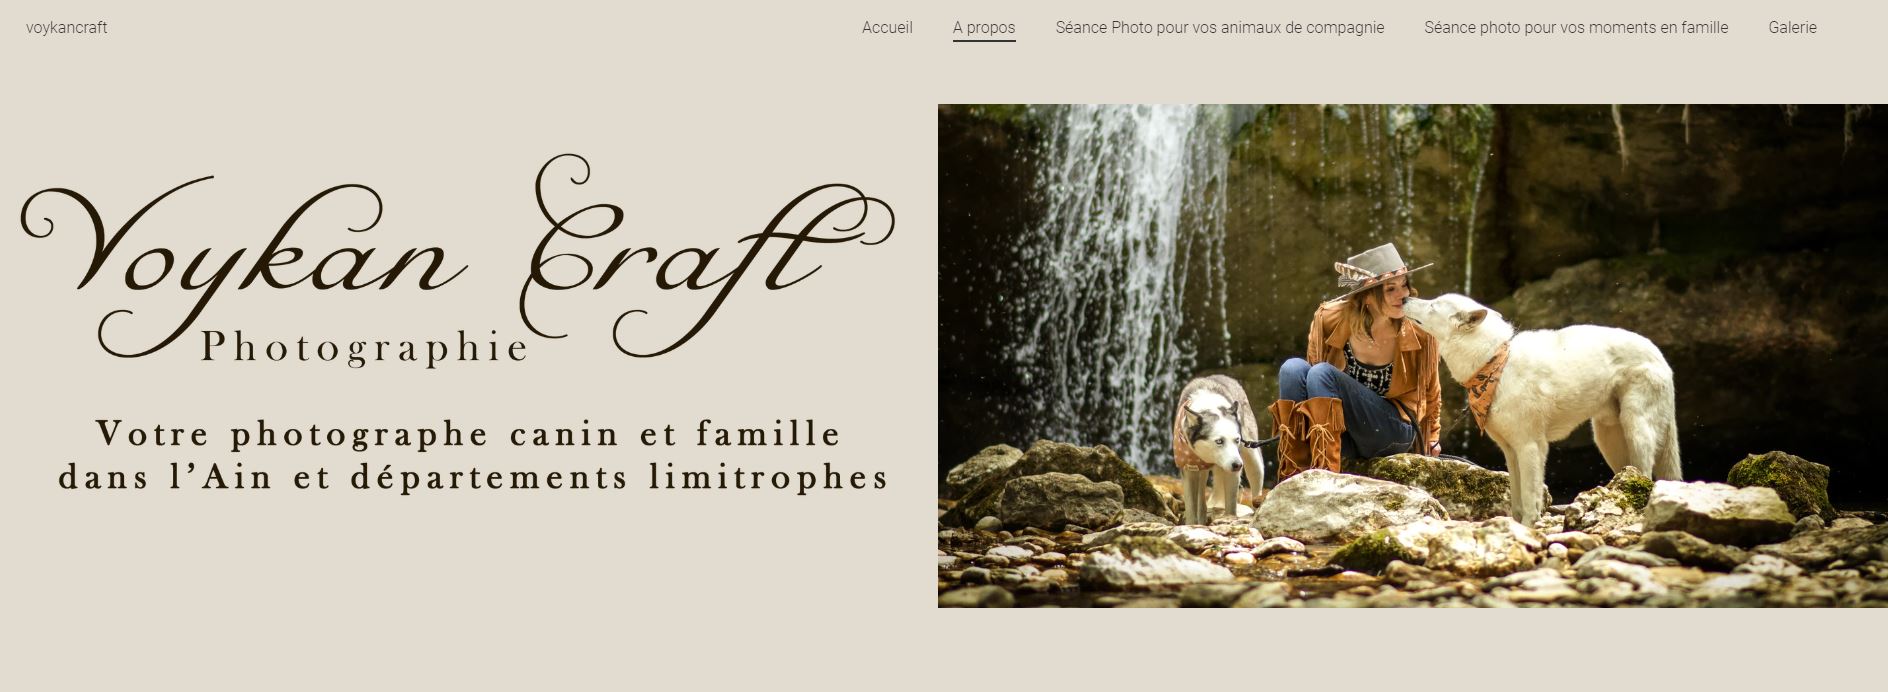 voykancraft
Accueil
A propos
Séance Photo pour vos animaux de compagnie
Séance photo pour vos moments en famille
Galerie
Voykan Craft
Photographie
Votre photographe canin et famille
dans l’Ain et départements limitrophes